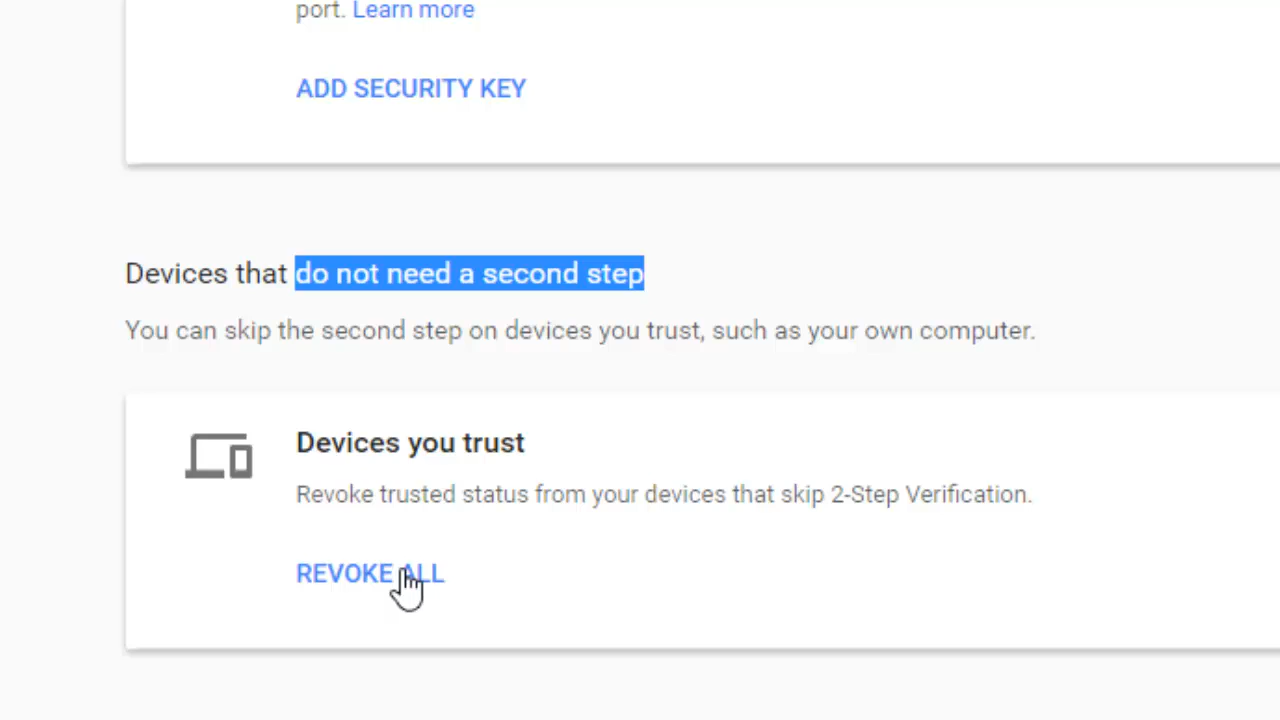 port. Learn more
ADD SECURITY KEY
Devices that do not need a second step
You can skip the second step on devices you trust, such as your own computer.
Devices you trust
Revoke trusted status from your devices that skip 2-Step Verification.
REVOKE ALL